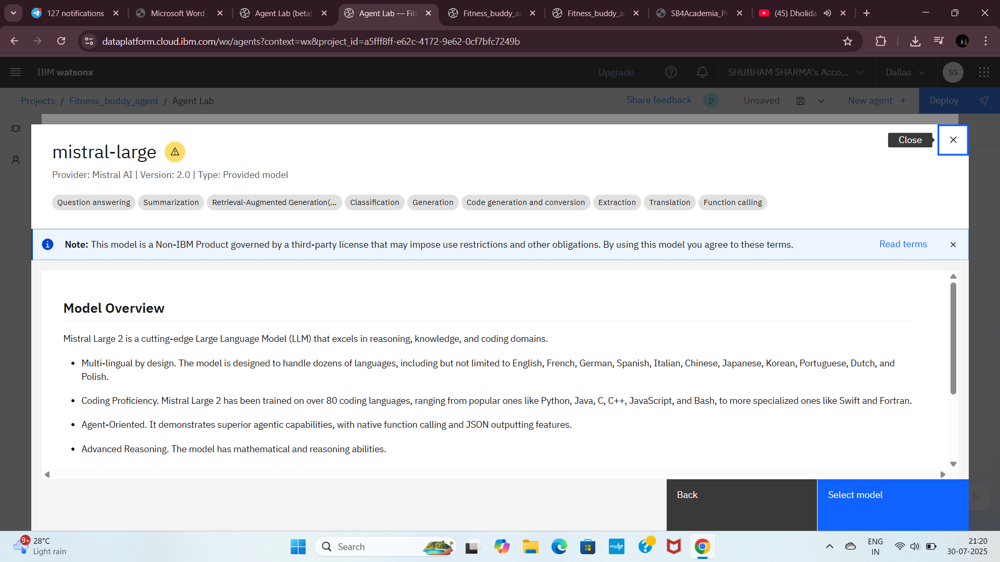 127 notifications
Microsoft Word
Agent Lab (beta)
Agent Lab — Fit
Fitness_buddy_a
Fitness_buddy_a
SB4Academia_Pr
(45) Dholida
dataplatform.cloud.ibm.com/wx/agents?context=wx&project_id=a5fff8ff-e62c-4172-9e62-0cf7bfc7249b
IBM watsonx
Upgrade
SHUBHAM SHARMA's Acco...
Dallas
SS
Projects / Fitness_buddy_agent / Agent Lab
Share feedback
β
Unsaved
New agent +
Deploy
mistral-large
Close
Provider: Mistral AI | Version: 2.0 | Type: Provided model
Question answering
Summarization
Retrieval-Augmented Generation(...
Classification
Generation
Code generation and conversion
Extraction
Translation
Function calling
Note: This model is a Non-IBM Product governed by a third-party license that may impose use restrictions and other obligations. By using this model you agree to these terms.
Read terms
Model Overview
Mistral Large 2 is a cutting-edge Large Language Model (LLM) that excels in reasoning, knowledge, and coding domains.
• Multi-lingual by design. The model is designed to handle dozens of languages, including but not limited to English, French, German, Spanish, Italian, Chinese, Japanese, Korean, Portuguese, Dutch, and
Polish.
• Coding Proficiency. Mistral Large 2 has been trained on over 80 coding languages, ranging from popular ones like Python, Java, C, C++, JavaScript, and Bash, to more specialized ones like Swift and Fortran.
• Agent-Oriented. It demonstrates superior agentic capabilities, with native function calling and JSON outputting features.
• Advanced Reasoning. The model has mathematical and reasoning abilities.
Back
Select model
9+
28°C
Light rain
Search
myhp
ENG
IN
21:20
30-07-2025